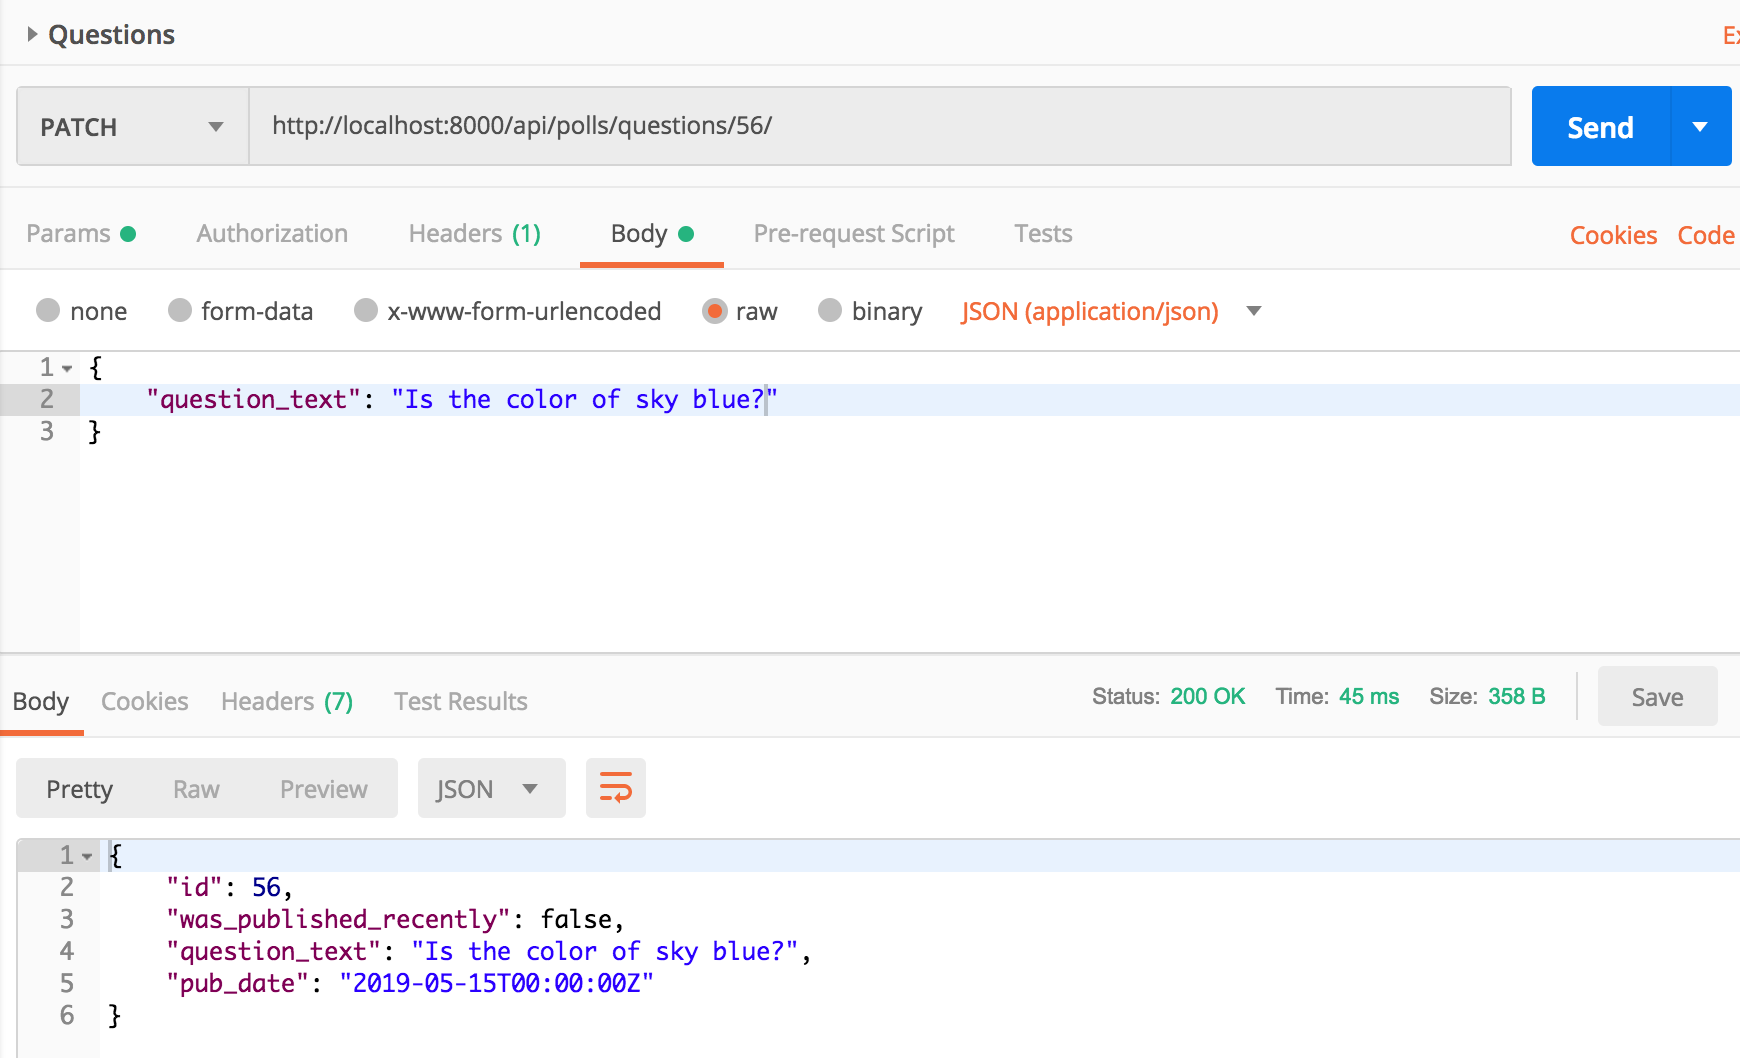 Questions
Ex
PATCH http://localhost:8000/api/polls/questions/56/ Send
Params Authorization Headers (1) Body Pre-request Script Tests Cookies Code
none form-data x-www-form-urlencoded raw binary JSON (application/json)
1 {
2 "question_text": "Is the color of sky blue?"
3 }
Body Cookies Headers (7) Test Results Status: 200 OK Time: 45 ms Size: 358 B Save
Pretty Raw Preview JSON
1 {
2 "id": 56,
3 "was_published_recently": false,
4 "question_text": "Is the color of sky blue?",
5 "pub_date": "2019-05-15T00:00:00Z"
6 }